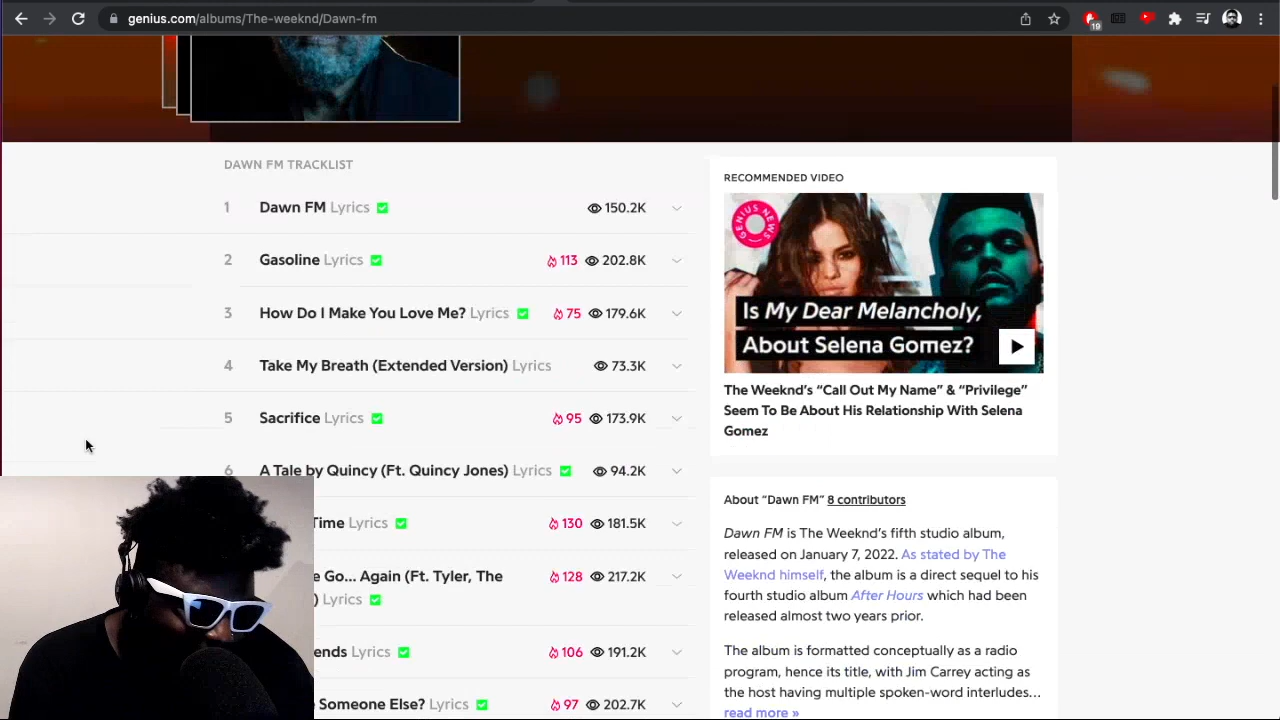 genius.com/albums/The-weeknd/Dawn-fm
19
DAWN FM TRACKLIST
1 Dawn FM Lyrics 150.2K
2 Gasoline Lyrics 113 202.8K
3 How Do I Make You Love Me? Lyrics 75 179.6K
4 Take My Breath (Extended Version) Lyrics 73.3K
5 Sacrifice Lyrics 95 173.9K
6 A Tale by Quincy (Ft. Quincy Jones) Lyrics 94.2K
Time Lyrics 130 181.5K
e Go... Again (Ft. Tyler, The 128 217.2K
) Lyrics
ends Lyrics 106 191.2K
Someone Else? Lyrics 97 202.7K
RECOMMENDED VIDEO
GENIUS NEWS
Is My Dear Melancholy,
About Selena Gomez?
The Weeknd’s “Call Out My Name” & “Privilege”
Seem To Be About His Relationship With Selena
Gomez
About “Dawn FM” 8 contributors
Dawn FM is The Weeknd’s fifth studio album,
released on January 7, 2022. As stated by The
Weeknd himself, the album is a direct sequel to his
fourth studio album After Hours which had been
released almost two years prior.
The album is formatted conceptually as a radio
program, hence its title, with Jim Carrey acting as
the host having multiple spoken-word interludes…
read more »